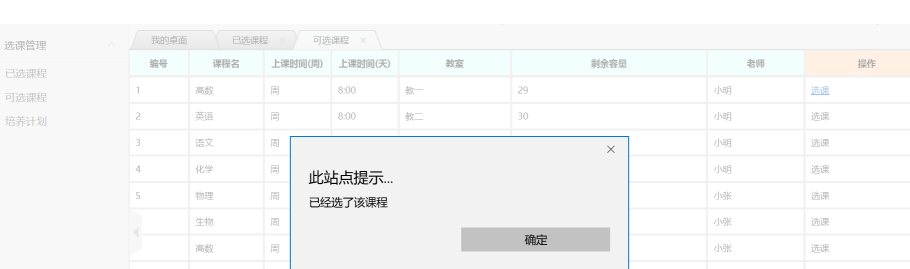 选课管理
我的桌面 已选课程 × 可选课程 ×
编号 课程名 上课时间(周) 上课时间(天) 教室 剩余容量 老师 操作
已选课程
1 高数 周 8:00 教一 29 小明 选课
可选课程
2 英语 周 8:00 教二 30 小明 选课
培养计划
3 语文 周 小明 选课
4 化学 周 小明 选课
5 物理 周 小张 选课
生物 周 小张 选课
高数 周 小张 选课
此站点提示...
已经选了该课程
确定